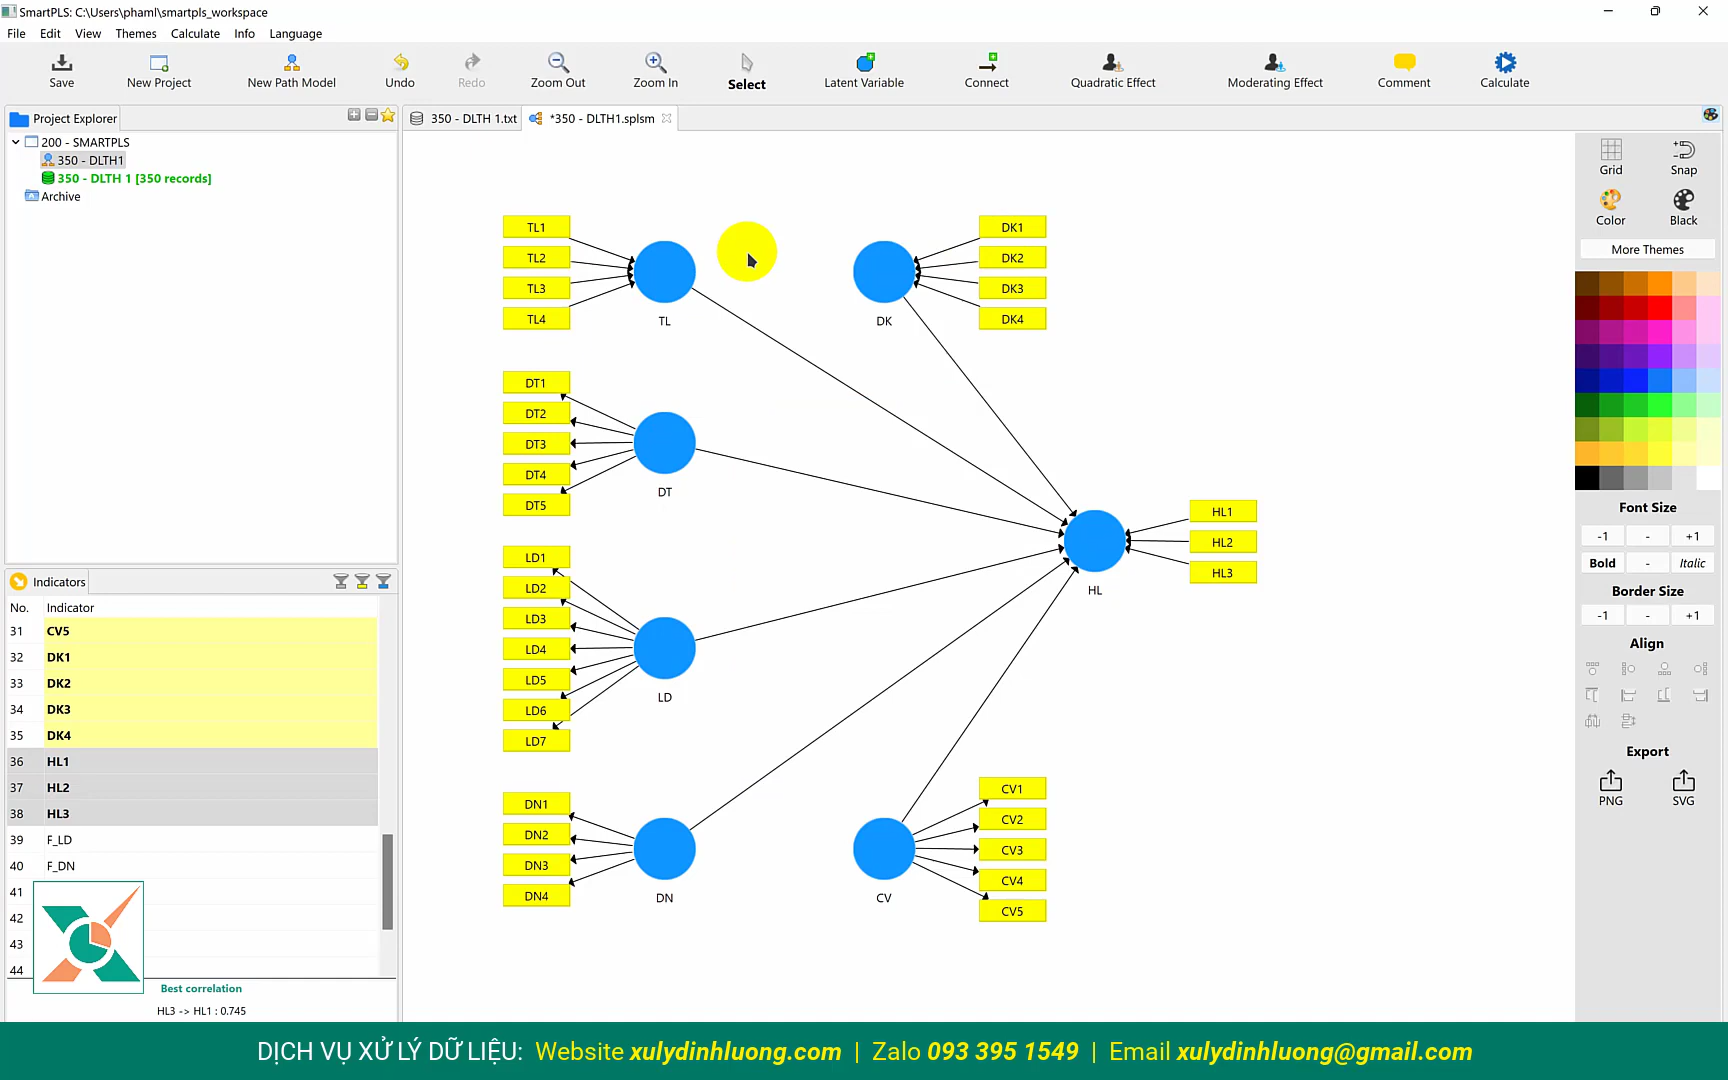 SmartPLS: C:\Users\phaml\smartpls_workspace
File Edit View Themes Calculate Info Language
Save New Project New Path Model Undo Redo Zoom Out Zoom In Select Latent Variable Connect Quadratic Effect Moderating Effect Comment Calculate
Project Explorer
350 - DLTH 1.txt
*350 - DLTH1.splsm
200 - SMARTPLS
350 - DLTH1
350 - DLTH 1 [350 records]
Archive
Indicators
No. Indicator
31 CV5
32 DK1
33 DK2
34 DK3
35 DK4
36 HL1
37 HL2
38 HL3
39 F_LD
40 F_DN
41
42
43
44
Best correlation
HL3 -> HL1 : 0.745
TL1
TL2
TL3
TL4
TL
DK1
DK2
DK3
DK4
DK
DT1
DT2
DT3
DT4
DT5
DT
LD1
LD2
LD3
LD4
LD5
LD6
LD7
LD
HL1
HL2
HL3
HL
DN1
DN2
DN3
DN4
DN
CV1
CV2
CV3
CV4
CV5
CV
Grid Snap
Color Black
More Themes
Font Size
-1 - +1
Bold - Italic
Border Size
-1 - +1
Align
Export
PNG SVG
DỊCH VỤ XỬ LÝ DỮ LIỆU: Website xulydinhluong.com | Zalo 093 395 1549 | Email xulydinhluong@gmail.com